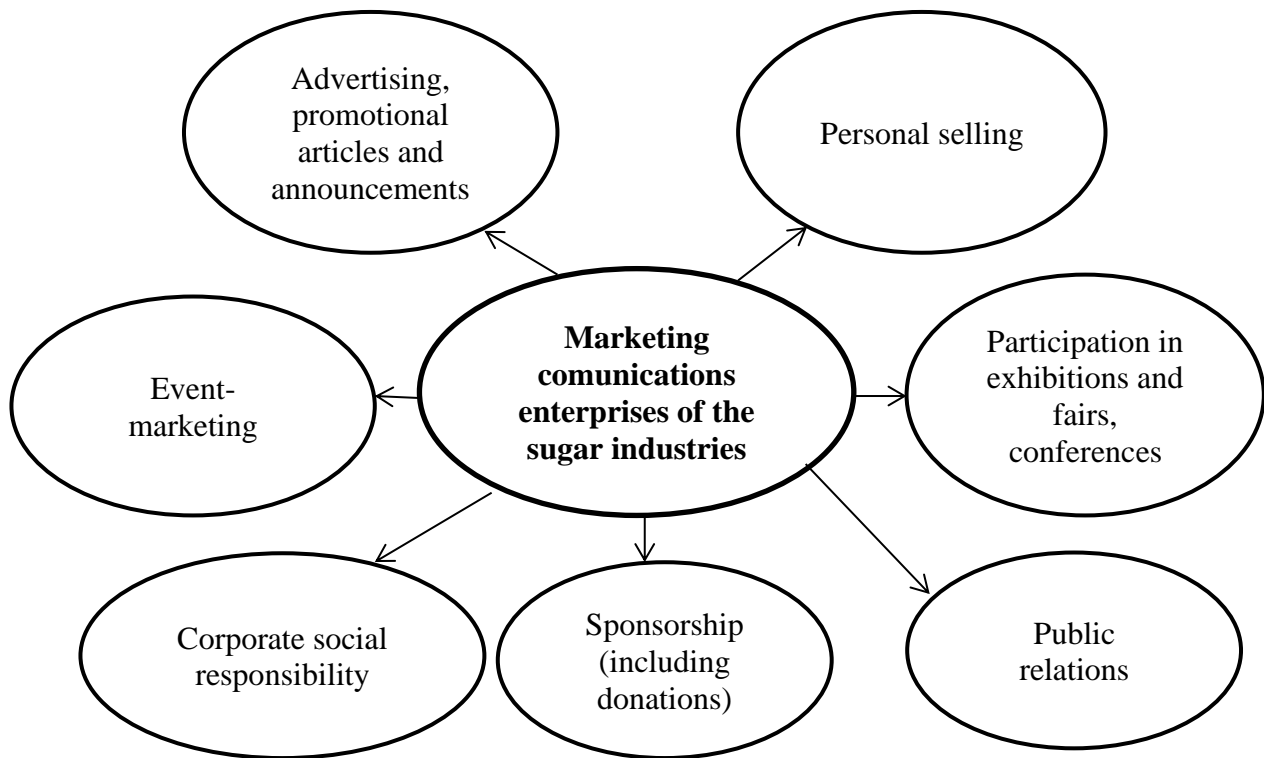 Advertising,
promotional
articles and
announcements
Personal selling
Marketing
comunications
enterprises of the
sugar industries
Event-
marketing
Participation in
exhibitions and
fairs,
conferences
Corporate social
responsibility
Sponsorship
(including
donations)
Public
relations